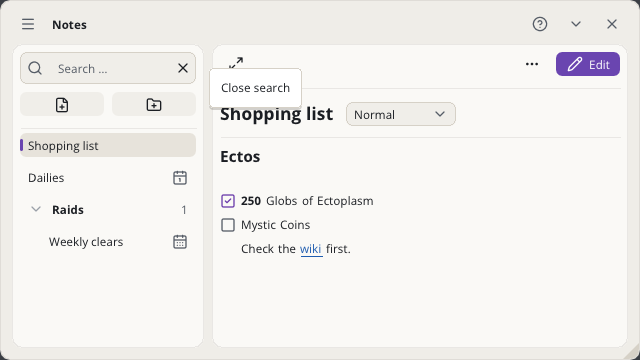 Notes
Search ...
Edit
Close search
Shopping list
Normal
Shopping list
Dailies
Raids 1
Weekly clears
Ectos
250 Globs of Ectoplasm
Mystic Coins
Check the wiki first.